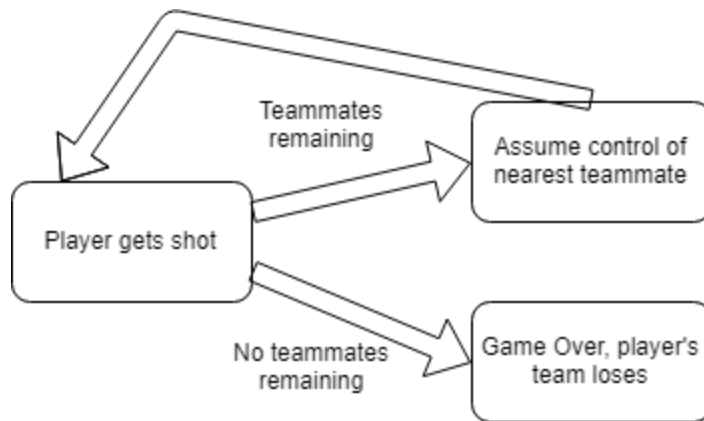 Teammates
remaining
Assume control of
nearest teammate
Player gets shot
No teammates
remaining
Game Over, player's
team loses